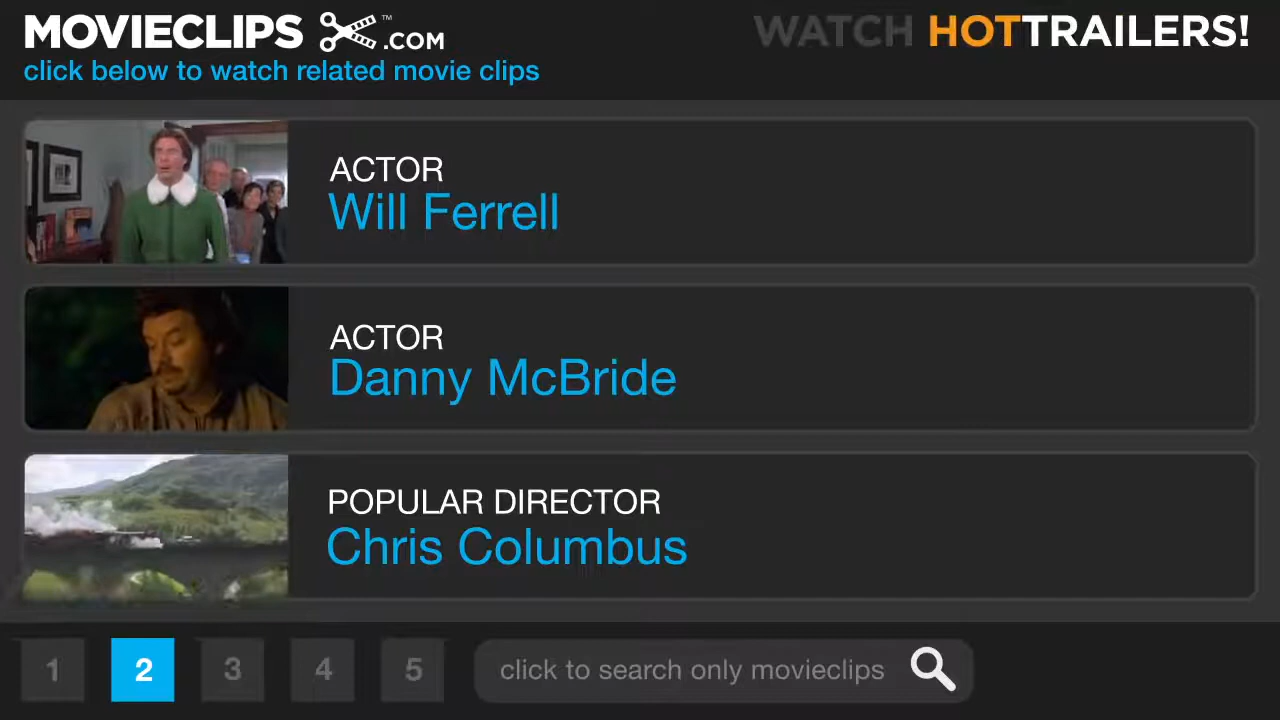 MOVIECLIPS ™ .COM
WATCH HOTTRAILERS!
click below to watch related movie clips
ACTOR
Will Ferrell
ACTOR
Danny McBride
POPULAR DIRECTOR
Chris Columbus
1 2 3 4 5 click to search only movieclips